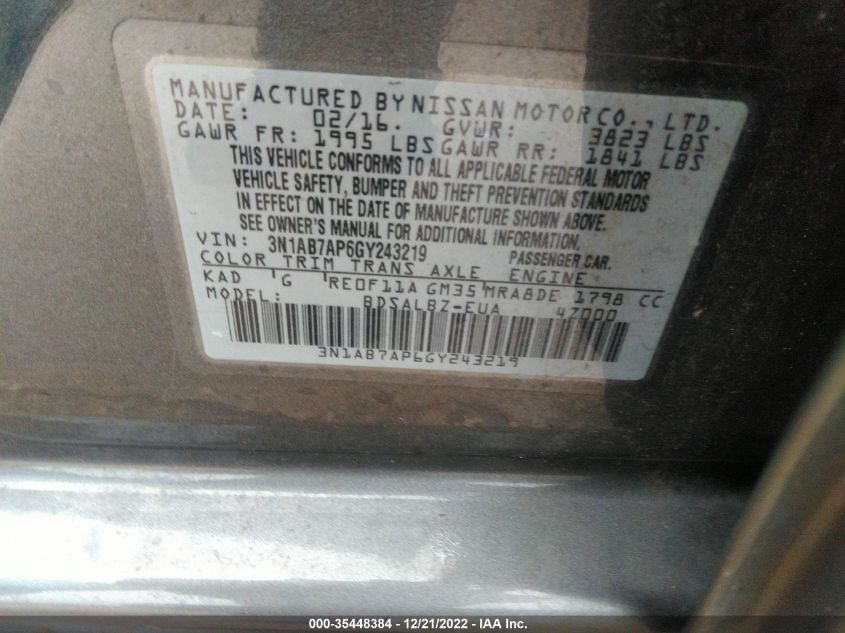 MANUFACTURED BY NISSAN MOTOR CO., LTD.
DATE: 02/16. GVWR: 3823 LBS
GAWR FR: 1995 LBS GAWR RR: 1841 LBS
THIS VEHICLE CONFORMS TO ALL APPLICABLE FEDERAL MOTOR
VEHICLE SAFETY, BUMPER AND THEFT PREVENTION STANDARDS
IN EFFECT ON THE DATE OF MANUFACTURE SHOWN ABOVE.
SEE OWNER'S MANUAL FOR ADDITIONAL INFORMATION.
VIN: 3N1AB7AP6GY243219 PASSENGER CAR.
COLOR TRIM TRANS AXLE ENGINE
KAD G RE0F11A GM35 MRA8DE 1798 CC
MODEL: BDSALBZ-EUA 47000
3N1AB7AP6GY243219
000-35448384 - 12/21/2022 - IAA Inc.